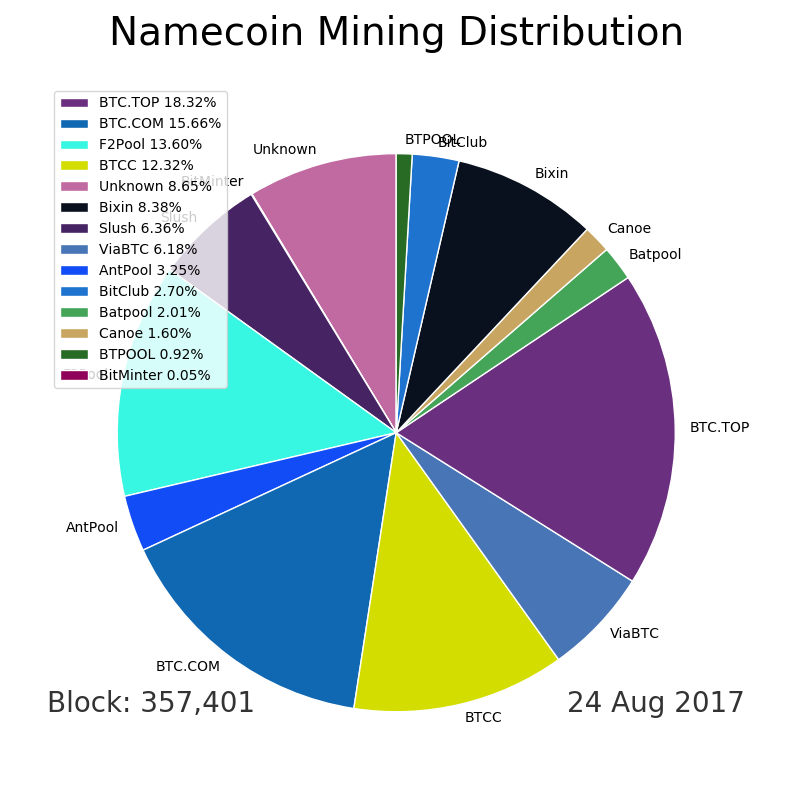 Namecoin Mining Distribution
BTC.TOP 18.32%
BTC.COM 15.66%
F2Pool 13.60%
BTCC 12.32%
Unknown 8.65%
Bixin 8.38%
Slush 6.36%
ViaBTC 6.18%
AntPool 3.25%
BitClub 2.70%
Batpool 2.01%
Canoe 1.60%
BTPOOL 0.92%
BitMinter 0.05%
BTPOOL
BitClub
Unknown
Bixin
BitMinter
Slush
Canoe
Batpool
F2Pool
BTC.TOP
AntPool
ViaBTC
BTC.COM
BTCC
Block: 357,401
24 Aug 2017